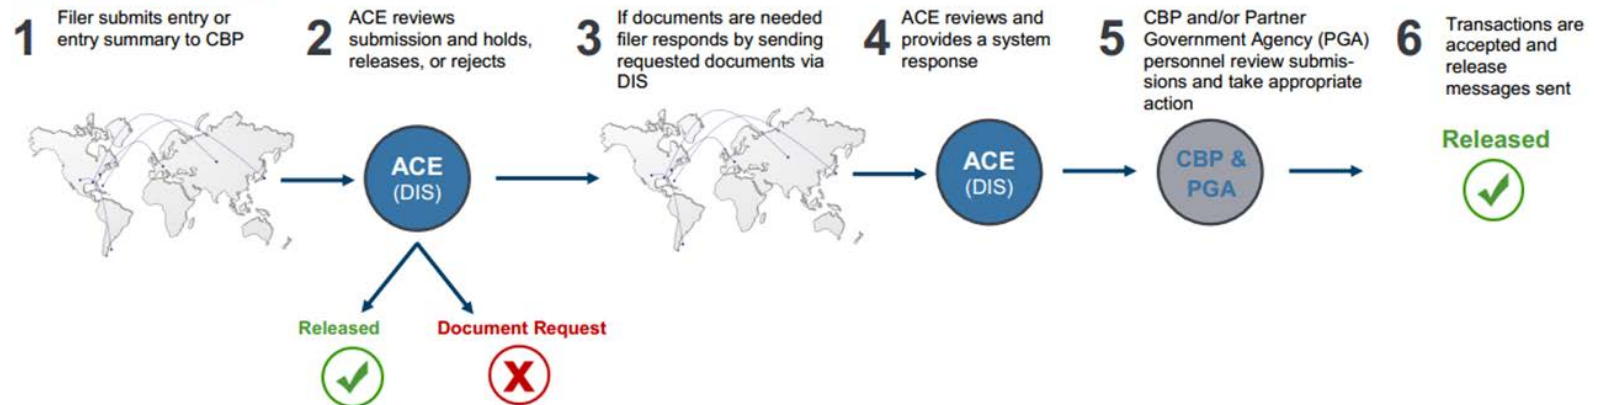 1
Filer submits entry or
entry summary to CBP
2
ACE reviews
submission and holds,
releases, or rejects
3
If documents are needed
filer responds by sending
requested documents via
DIS
4
ACE reviews and
provides a system
response
5
CBP and/or Partner
Government Agency (PGA)
personnel review submis-
sions and take appropriate
action
6
Transactions are
accepted and
release
messages sent
ACE
(DIS)
ACE
(DIS)
CBP &
PGA
Released
Released
Document Request
X